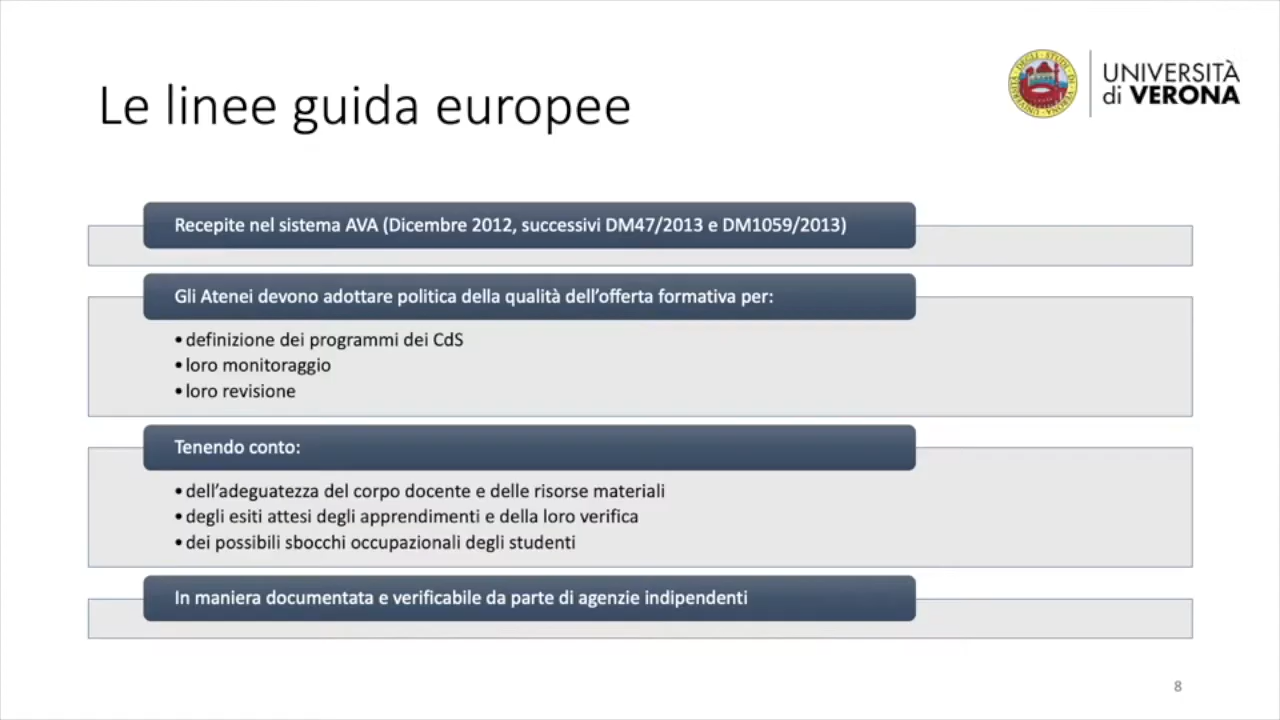 UNIVERSITÀ
di VERONA
Le linee guida europee
Recepite nel sistema AVA (Dicembre 2012, successivi DM47/2013 e DM1059/2013)
Gli Atenei devono adottare politica della qualità dell’offerta formativa per:
•definizione dei programmi dei CdS
•loro monitoraggio
•loro revisione
Tenendo conto:
•dell’adeguatezza del corpo docente e delle risorse materiali
•degli esiti attesi degli apprendimenti e della loro verifica
•dei possibili sbocchi occupazionali degli studenti
In maniera documentata e verificabile da parte di agenzie indipendenti
8